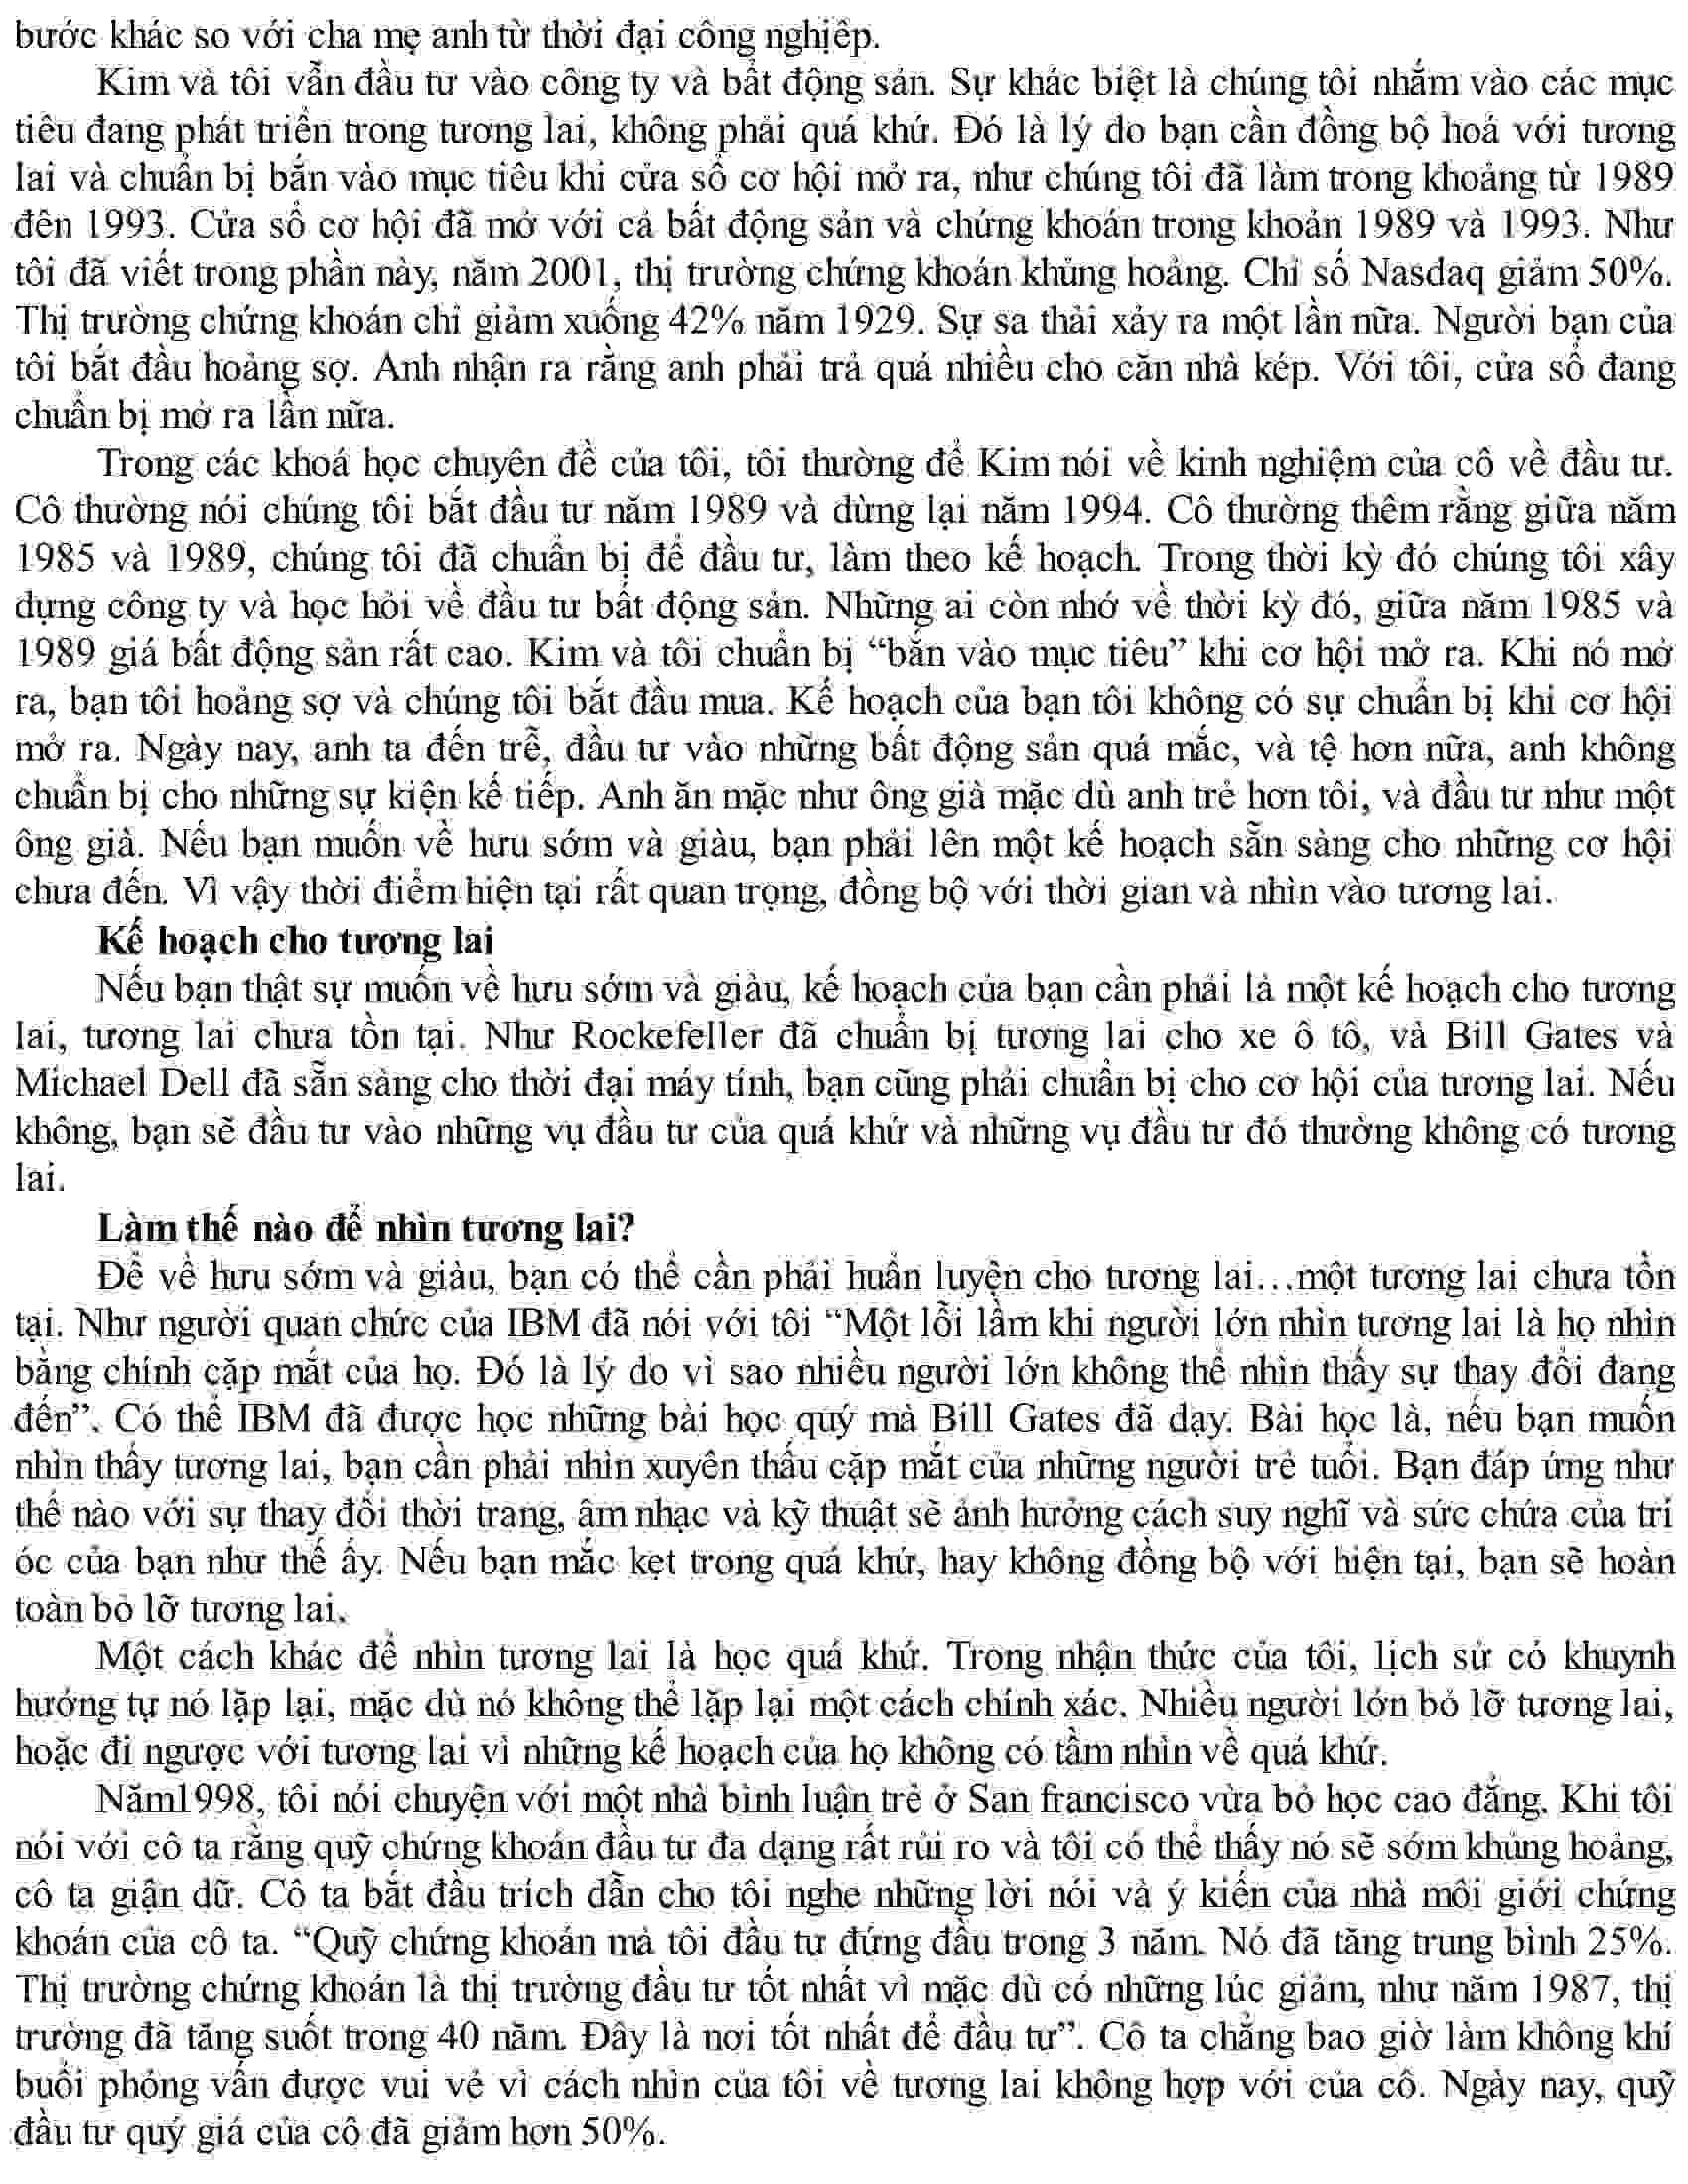 bước khác so với cha mẹ anh từ thời đại công nghiệp.
Kim và tôi vẫn đầu tư vào công ty và bất động sản. Sự khác biệt là chúng tôi nhắm vào các mục
tiêu đang phát triển trong tương lai, không phải quá khứ. Đó là lý do bạn cần đồng bộ hoá với tương
lai và chuẩn bị bắn vào mục tiêu khi cửa sổ cơ hội mở ra, như chúng tôi đã làm trong khoảng từ 1989
đên 1993. Cửa sổ cơ hội đã mở với cả bất động sản và chứng khoán trong khoản 1989 và 1993. Như
tôi đã viết trong phần này, năm 2001, thị trường chứng khoán khủng hoảng. Chỉ số Nasdaq giảm 50%.
Thị trường chứng khoán chỉ giảm xuống 42% năm 1929. Sự sa thải xảy ra một lần nữa. Người bạn của
tôi bắt đầu hoảng sợ. Anh nhận ra rằng anh phải trả quá nhiều cho căn nhà kép. Với tôi, cửa sổ đang
chuẩn bị mở ra lần nữa.
Trong các khoá học chuyên đề của tôi, tôi thường để Kim nói về kinh nghiệm của cô về đầu tư.
Cô thường nói chúng tôi bắt đầu tư năm 1989 và dừng lại năm 1994. Cô thường thêm rằng giữa năm
1985 và 1989, chúng tôi đã chuẩn bị để đầu tư, làm theo kế hoạch. Trong thời kỳ đó chúng tôi xây
dựng công ty và học hỏi về đầu tư bất động sản. Những ai còn nhớ về thời kỳ đó, giữa năm 1985 và
1989 giá bất động sản rất cao. Kim và tôi chuẩn bị “bắn vào mục tiêu” khi cơ hội mở ra. Khi nó mở
ra, bạn tôi hoảng sợ và chúng tôi bắt đầu mua. Kế hoạch của bạn tôi không có sự chuẩn bị khi cơ hội
mở ra. Ngày nay, anh ta đến trễ, đầu tư vào những bất động sản quá mắc, và tệ hơn nữa, anh không
chuẩn bị cho những sự kiện kế tiếp. Anh ăn mặc như ông già mặc dù anh trẻ hơn tôi, và đầu tư như một
ông già. Nếu bạn muốn về hưu sớm và giàu, bạn phải lên một kế hoạch sẵn sàng cho những cơ hội
chưa đến. Vì vậy thời điểm hiện tại rất quan trọng, đồng bộ với thời gian và nhìn vào tương lai.
Kế hoạch cho tương lai
Nếu bạn thật sự muốn về hưu sớm và giàu, kế hoạch của bạn cần phải là một kế hoạch cho tương
lai, tương lai chưa tồn tại. Như Rockefeller đã chuẩn bị tương lai cho xe ô tô, và Bill Gates và
Michael Dell đã sẵn sàng cho thời đại máy tính, bạn cũng phải chuẩn bị cho cơ hội của tương lai. Nếu
không, bạn sẽ đầu tư vào những vụ đầu tư của quá khứ và những vụ đầu tư đó thường không có tương
lai.
Làm thế nào để nhìn tương lai?
Để về hưu sớm và giàu, bạn có thể cần phải huấn luyện cho tương lai…một tương lai chưa tồn
tại. Như người quan chức của IBM đã nói với tôi “Một lỗi lầm khi người lớn nhìn tương lai là họ nhìn
bằng chính cặp mắt của họ. Đó là lý do vì sao nhiều người lớn không thể nhìn thấy sự thay đổi đang
đến”. Có thể IBM đã được học những bài học quý mà Bill Gates đã dạy. Bài học là, nếu bạn muốn
nhìn thấy tương lai, bạn cần phải nhìn xuyên thấu cặp mắt của những người trẻ tuổi. Bạn đáp ứng như
thế nào với sự thay đổi thời trang, âm nhạc và kỹ thuật sẽ ảnh hưởng cách suy nghĩ và sức chứa của trí
óc của bạn như thế ấy. Nếu bạn mắc kẹt trong quá khứ, hay không đồng bộ với hiện tại, bạn sẽ hoàn
toàn bỏ lỡ tương lai.
Một cách khác để nhìn tương lai là học quá khứ. Trong nhận thức của tôi, lịch sử có khuynh
hướng tự nó lặp lại, mặc dù nó không thể lặp lại một cách chính xác. Nhiều người lớn bỏ lỡ tương lai,
hoặc đi ngược với tương lai vì những kế hoạch của họ không có tầm nhìn về quá khứ.
Năm1998, tôi nói chuyện với một nhà bình luận trẻ ở San francisco vừa bỏ học cao đẳng. Khi tôi
nói với cô ta rằng quỹ chứng khoán đầu tư đa dạng rất rủi ro và tôi có thể thấy nó sẽ sớm khủng hoảng,
cô ta giận dữ. Cô ta bắt đầu trích dẫn cho tôi nghe những lời nói và ý kiến của nhà môi giới chứng
khoán của cô ta. “Quỹ chứng khoán mà tôi đầu tư đứng đầu trong 3 năm. Nó đã tăng trung bình 25%.
Thị trường chứng khoán là thị trường đầu tư tốt nhất vì mặc dù có những lúc giảm, như năm 1987, thị
trường đã tăng suốt trong 40 năm. Đây là nơi tốt nhất để đầu tư”. Cô ta chẳng bao giờ làm không khí
buổi phỏng vấn được vui vẻ vì cách nhìn của tôi về tương lai không hợp với của cô. Ngày nay, quỹ
đầu tư quý giá của cô đã giảm hơn 50%.